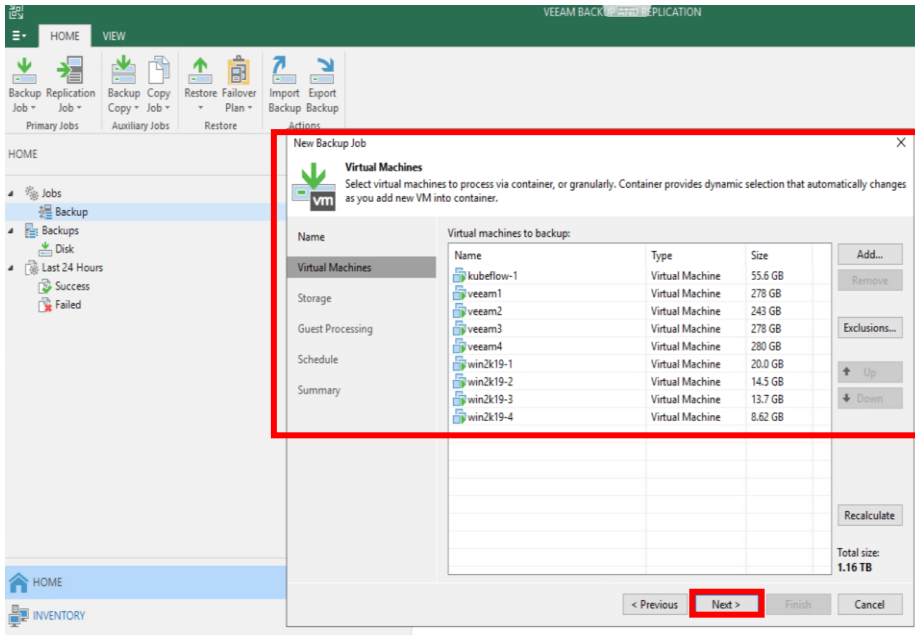 VEEAM BACKUP AND REPLICATION
HOME VIEW
Backup Job Replication Job Backup Copy Copy Job Restore Failover Plan Import Backup Export Backup
Primary Jobs Auxiliary Jobs Restore Actions
HOME
Jobs
Backup
Backups
Disk
Last 24 Hours
Success
Failed
HOME
INVENTORY
New Backup Job X
Virtual Machines
Select virtual machines to process via container, or granularly. Container provides dynamic selection that automatically changes
as you add new VM into container.
vm
Name
Virtual Machines
Storage
Guest Processing
Schedule
Summary
Virtual machines to backup:
Name Type Size
kubeflow-1 Virtual Machine 55.6 GB
veeam1 Virtual Machine 278 GB
veeam2 Virtual Machine 243 GB
veeam3 Virtual Machine 278 GB
veeam4 Virtual Machine 280 GB
win2k19-1 Virtual Machine 20.0 GB
win2k19-2 Virtual Machine 14.5 GB
win2k19-3 Virtual Machine 13.7 GB
win2k19-4 Virtual Machine 8.62 GB
Add...
Remove
Exclusions...
Up
Down
Recalculate
Total size:
1.16 TB
< Previous Next > Finish Cancel